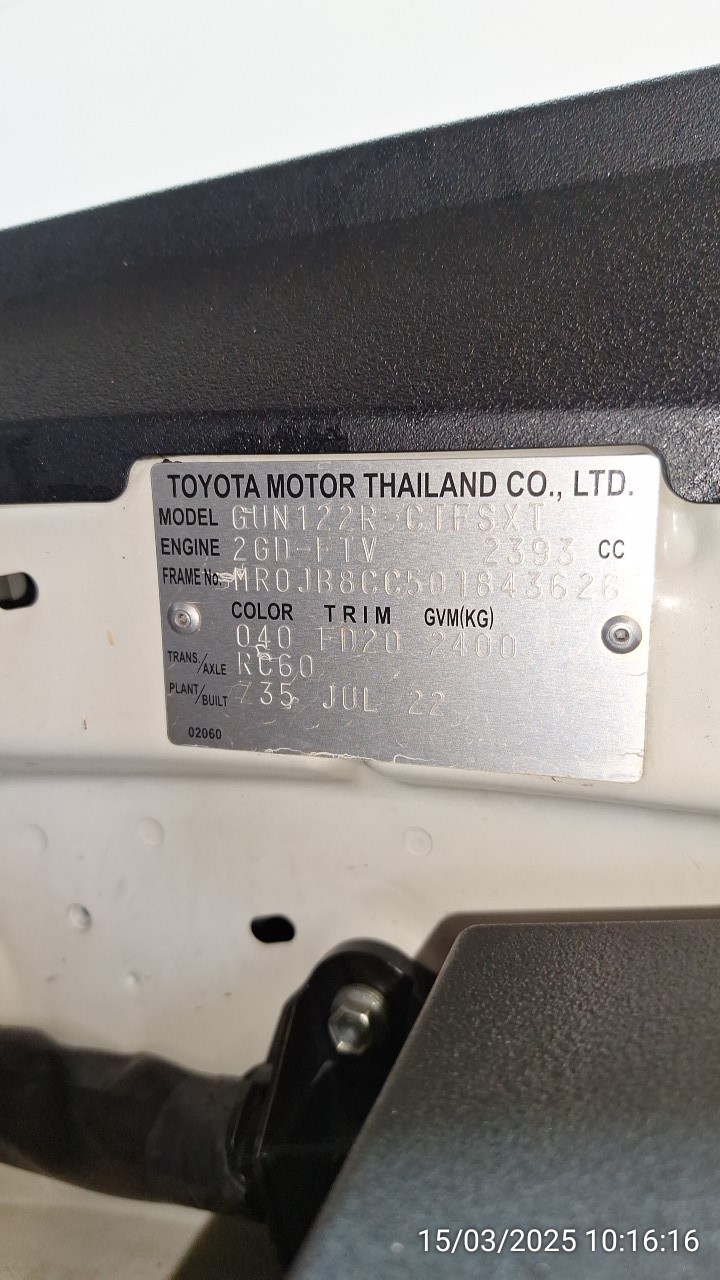 TOYOTA MOTOR THAILAND CO., LTD.
MODEL GUN122R-CTFSXT
ENGINE 2GD-FTV 2393 CC
FRAME No. MR0JB8CC501843626
COLOR TRIM GVM(KG)
040 FD20 2400
TRANS./AXLE RC60
PLANT/BUILT Z35 JUL 22
02060
15/03/2025 10:16:16